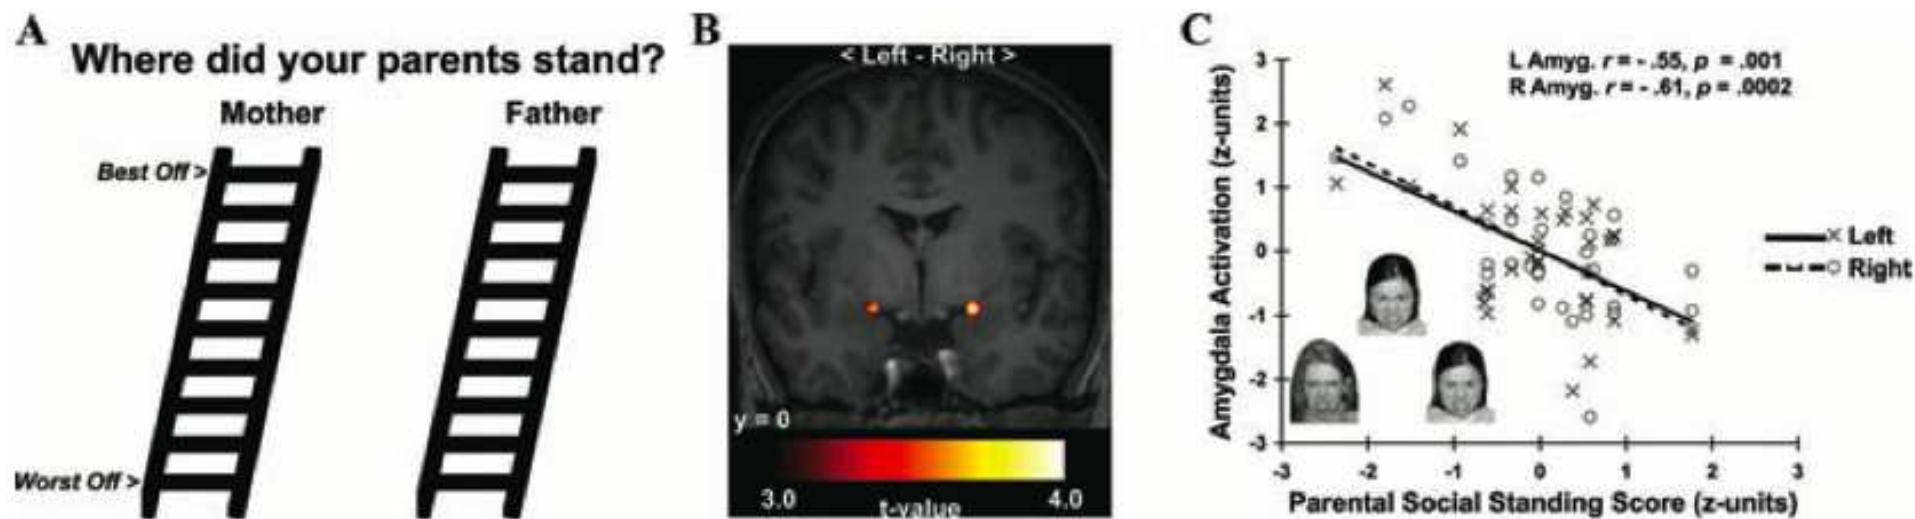 A
Where did your parents stand?
Mother Father
Best Off >
Worst Off >
B
< Left - Right >
y = 0
3.0 4.0
t-value
C
L Amyg. r = - .55, p = .001
R Amyg. r = - .61, p = .0002
Amygdala Activation (z-units)
3
2
1
0
-1
-2
-3
-3 -2 -1 0 1 2 3
Parental Social Standing Score (z-units)
Left
Right